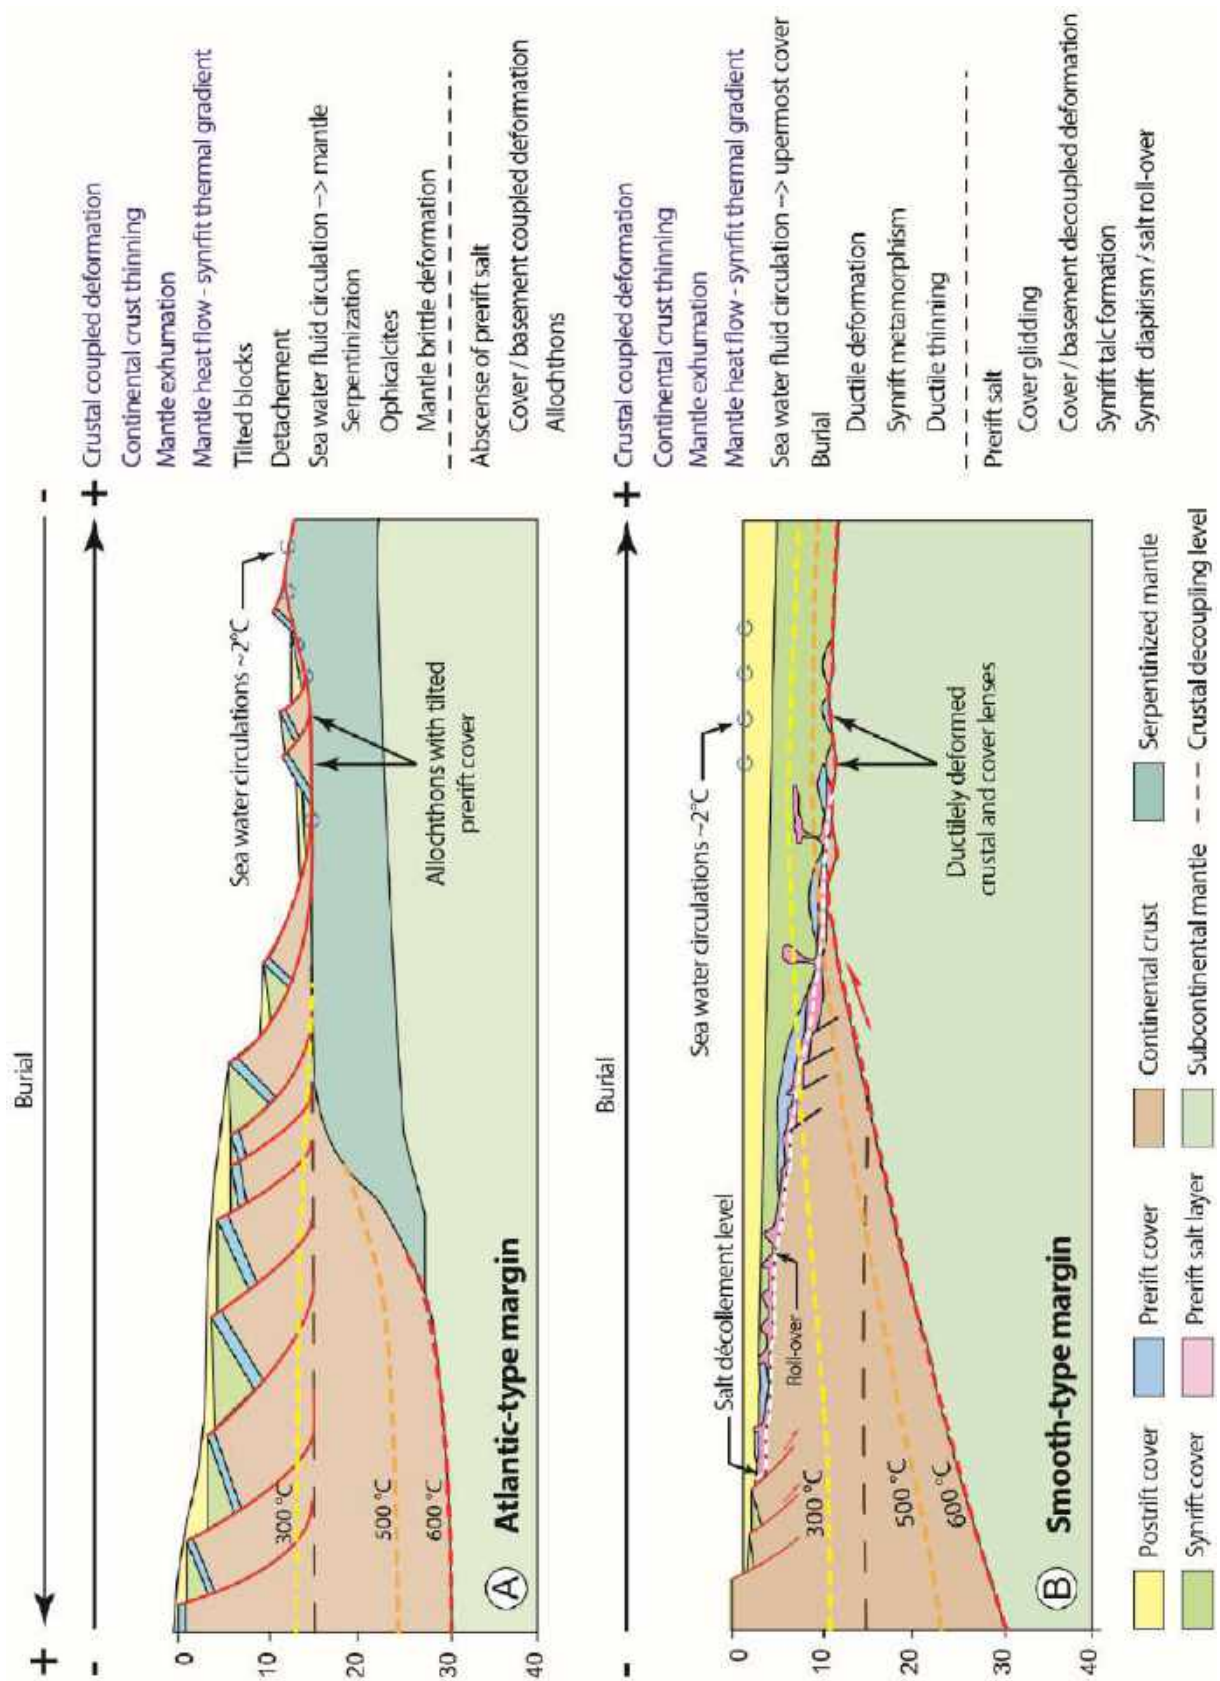 Burial
+
-
-
+
Crustal coupled deformation
Continental crust thinning
Mantle exhumation
Mantle heat flow - synrfit thermal gradient
Tilted blocks
Detachement
Sea water fluid circulation --> mantle
Serpentinization
Ophicalcites
Mantle brittle deformation
Abscense of prerift salt
Cover / basement coupled deformation
Allochthons
Sea water circulations ~2°C
Allochthons with tilted
prerift cover
0
10
20
30
40
300 °C
500 °C
600 °C
A
Atlantic-type margin
Burial
-
+
Crustal coupled deformation
Continental crust thinning
Mantle exhumation
Mantle heat flow - synrfit thermal gradient
Sea water fluid circulation --> upermost cover
Burial
Ductile deformation
Synrift metamorphism
Ductile thinning
Prerift salt
Cover glidding
Cover / basement decoupled deformation
Synrift talc formation
Synrift diapirism / salt roll-over
Sea water circulations ~2°C
Salt décollement level
Roll-over
Ductilely deformed
crustal and cover lenses
0
10
20
30
40
300 °C
500 °C
600 °C
B
Smooth-type margin
Postrift cover
Prerift cover
Continental crust
Serpentinized mantle
Synrift cover
Prerift salt layer
Subcontinental mantle
Crustal decoupling level